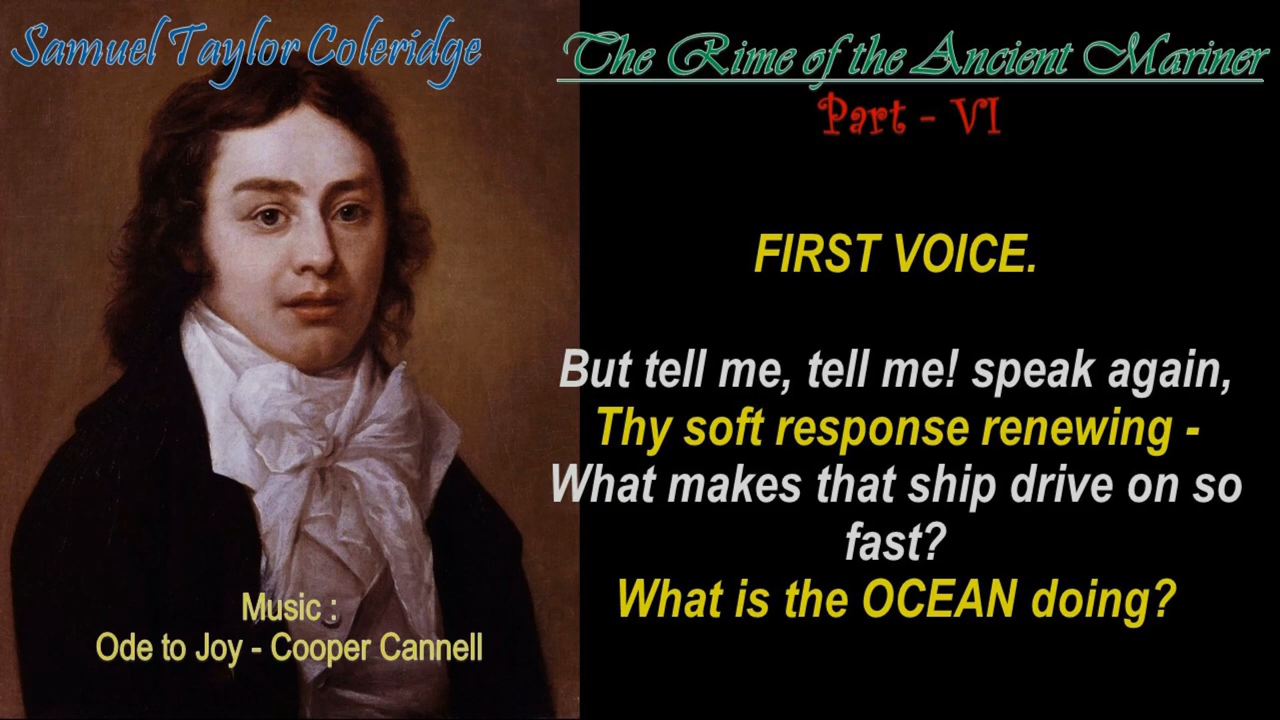 Samuel Taylor Coleridge
The Rime of the Ancient Mariner
Part - VI
FIRST VOICE.
But tell me, tell me! speak again,
Thy soft response renewing -
What makes that ship drive on so
fast?
What is the OCEAN doing?
Music :
Ode to Joy - Cooper Cannell